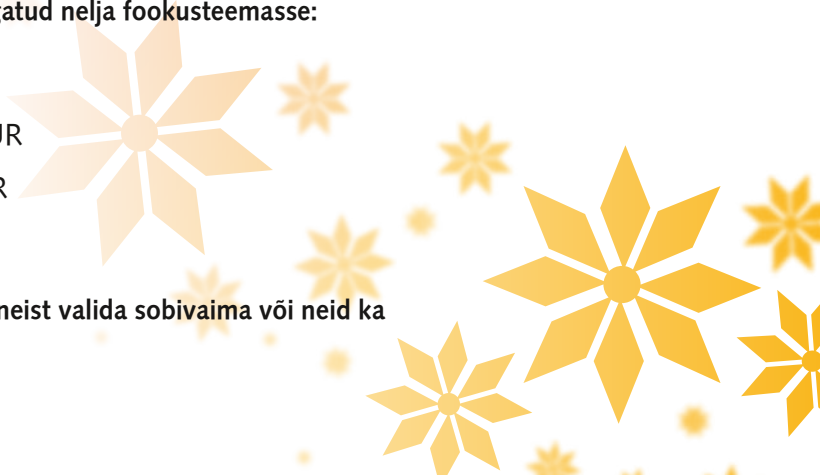 gatud nelja fookusteemasse:
UR
R
neist valida sobivaima või neid ka